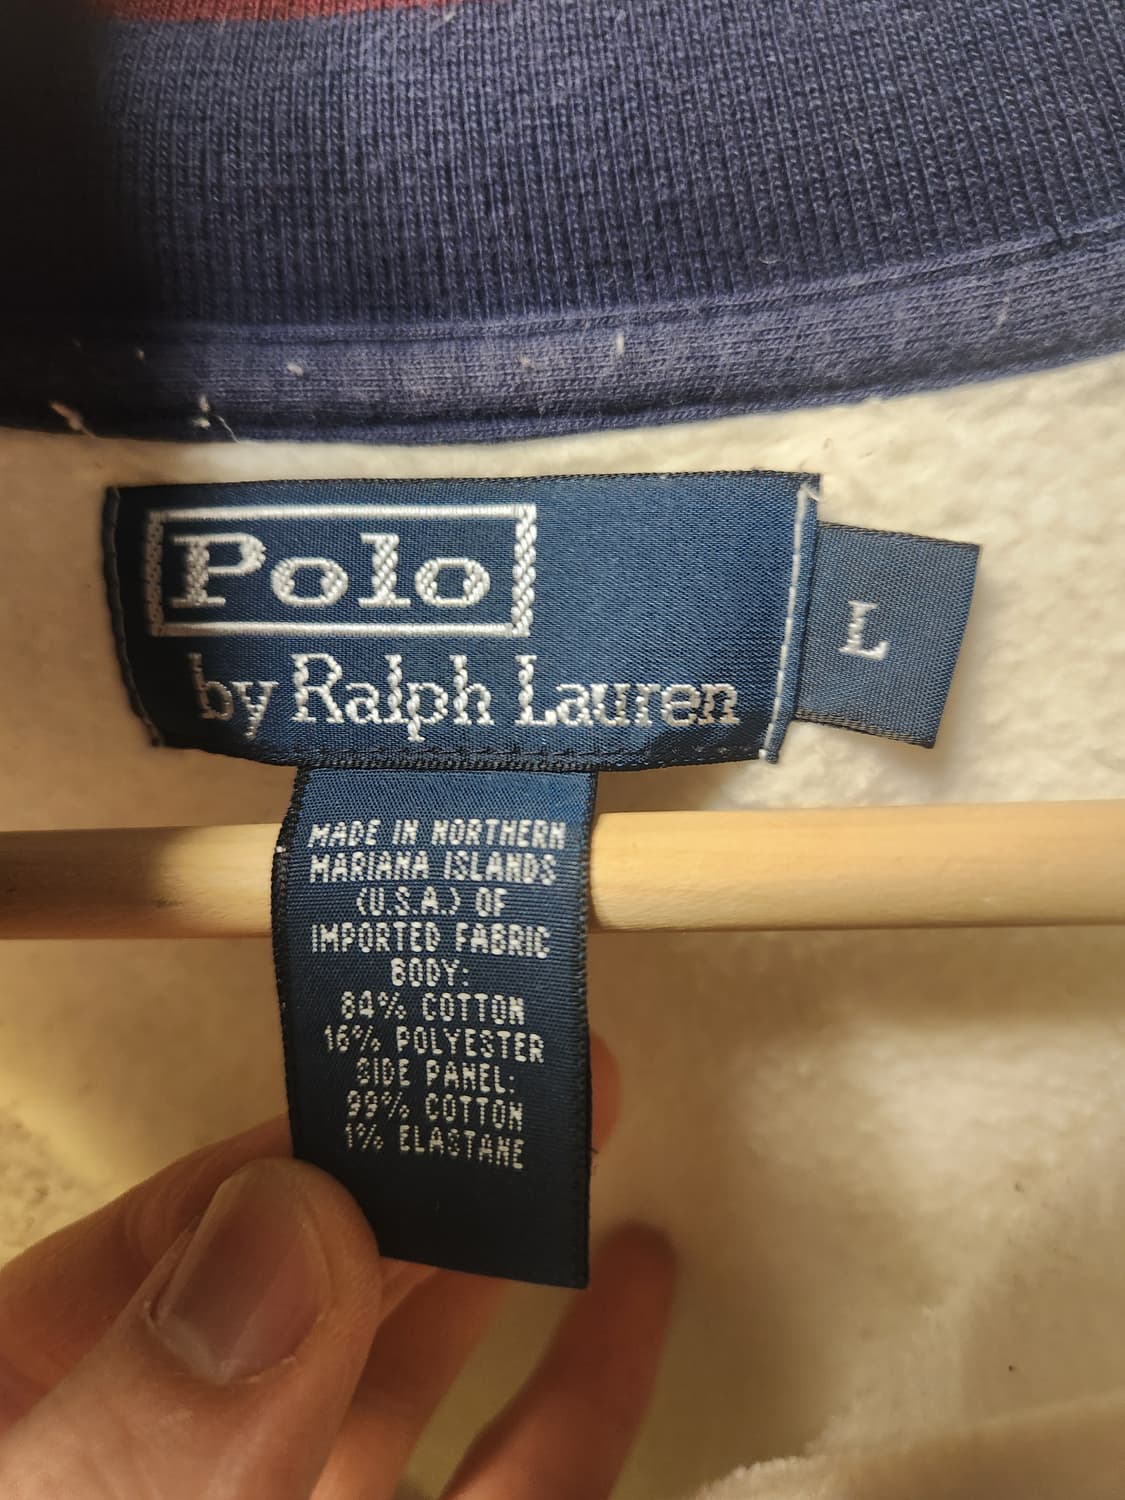 Polo
by Ralph Lauren
L
MADE IN NORTHERN
MARIANA ISLANDS
(U.S.A.) OF
IMPORTED FABRIC
BODY:
84% COTTON
16% POLYESTER
SIDE PANEL:
99% COTTON
1% ELASTANE